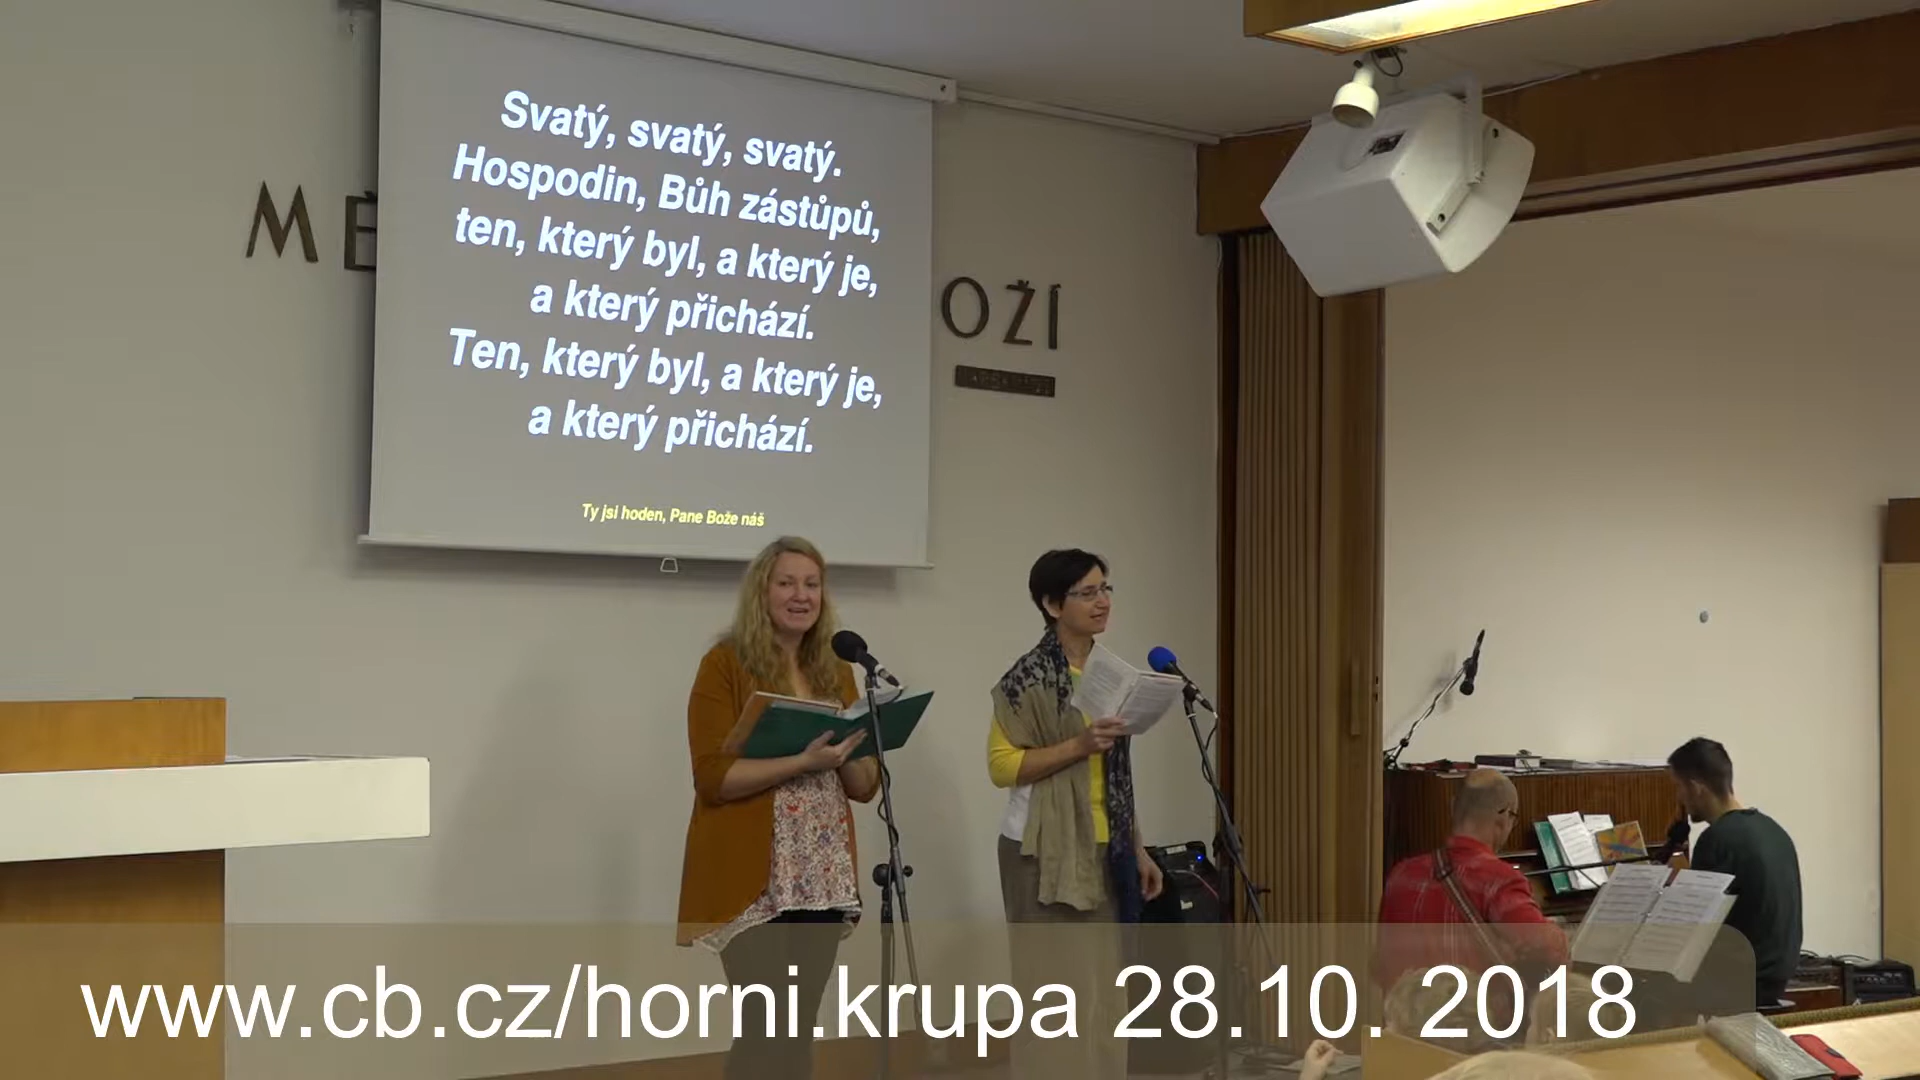 Svatý, svatý, svatý.
Hospodin, Bůh zástůpů,
ten, který byl, a který je,
a který přichází.
Ten, který byl, a který je,
a který přichází.
Ty jsi hoden, Pane Bože náš
OŽÍ
www.cb.cz/horni.krupa 28.10. 2018